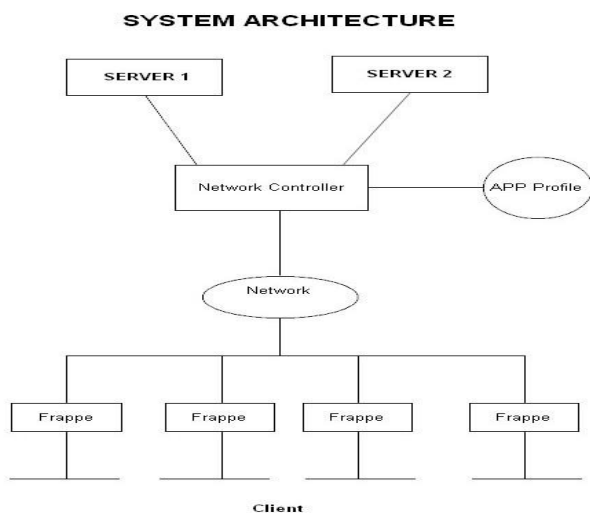 SYSTEM ARCHITECTURE
SERVER 1
SERVER 2
Network Controller
APP Profile
Network
Frappe
Frappe
Frappe
Frappe
Client